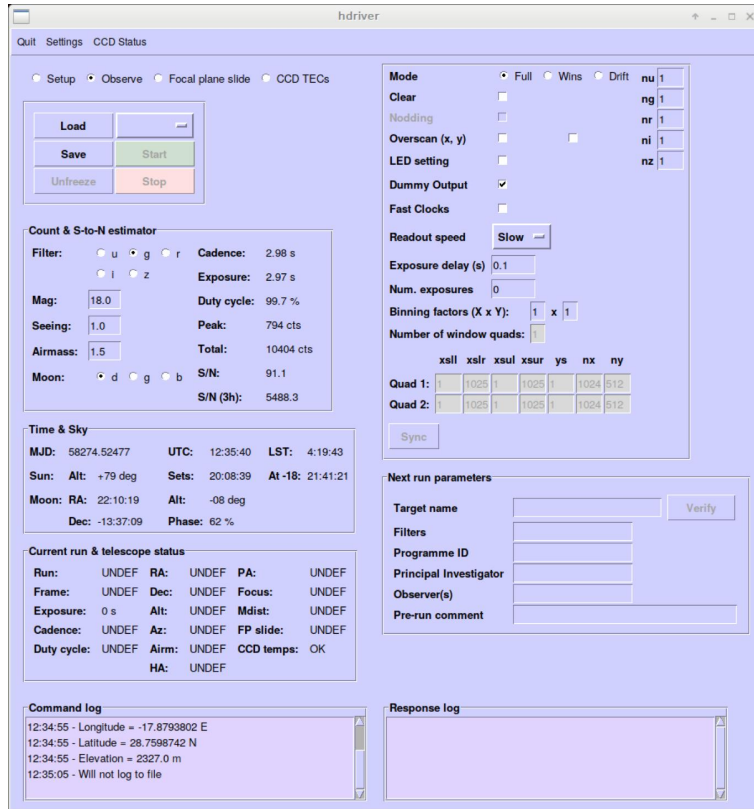 hdriver
Quit Settings CCD Status
Setup Observe Focal plane slide CCD TECs
Load
Save Start
Unfreeze Stop
Count & S-to-N estimator
Filter: u g r Cadence: 2.98 s
i z Exposure: 2.97 s
Mag: 18.0 Duty cycle: 99.7 %
Seeing: 1.0 Peak: 794 cts
Airmass: 1.5 Total: 10404 cts
Moon: d g b S/N: 91.1
S/N (3h): 5488.3
Time & Sky
MJD: 58274.52477 UTC: 12:35:40 LST: 4:19:43
Sun: Alt: +79 deg Sets: 20:08:39 At -18: 21:41:21
Moon: RA: 22:10:19 Alt: -08 deg
Dec: -13:37:09 Phase: 62 %
Current run & telescope status
Run: UNDEF RA: UNDEF PA: UNDEF
Frame: UNDEF Dec: UNDEF Focus: UNDEF
Exposure: 0 s Alt: UNDEF Mdist: UNDEF
Cadence: UNDEF Az: UNDEF FP slide: UNDEF
Duty cycle: UNDEF Airm: UNDEF CCD temps: OK
HA: UNDEF
Command log
12:34:55 - Longitude = -17.8793802 E
12:34:55 - Latitude = 28.7598742 N
12:34:55 - Elevation = 2327.0 m
12:35:05 - Will not log to file
Mode Full Wins Drift nu 1
Clear ng 1
Nodding nr 1
Overscan (x, y) ni 1
LED setting nz 1
Dummy Output
Fast Clocks
Readout speed Slow
Exposure delay (s) 0.1
Num. exposures 0
Binning factors (X x Y): 1 x 1
Number of window quads: 1
xsll xslr xsul xsur ys nx ny
Quad 1: 1 1025 1 1025 1 1024 512
Quad 2: 1 1025 1 1025 1 1024 512
Sync
Next run parameters
Target name Verify
Filters
Programme ID
Principal Investigator
Observer(s)
Pre-run comment
Response log